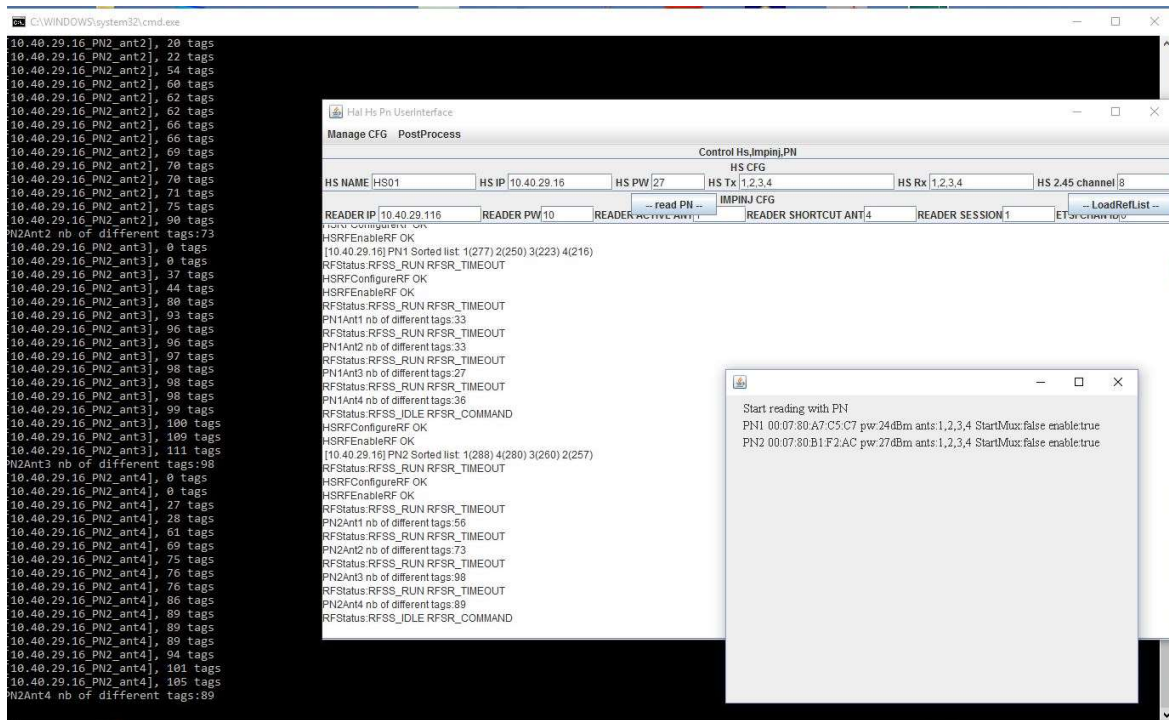 C:\WINDOWS\system32\cmd.exe
[10.40.29.16_PN2_ant2], 20 tags
[10.40.29.16_PN2_ant2], 22 tags
[10.40.29.16_PN2_ant2], 54 tags
[10.40.29.16_PN2_ant2], 60 tags
[10.40.29.16_PN2_ant2], 62 tags
[10.40.29.16_PN2_ant2], 62 tags
[10.40.29.16_PN2_ant2], 66 tags
[10.40.29.16_PN2_ant2], 66 tags
[10.40.29.16_PN2_ant2], 69 tags
[10.40.29.16_PN2_ant2], 70 tags
[10.40.29.16_PN2_ant2], 70 tags
[10.40.29.16_PN2_ant2], 71 tags
[10.40.29.16_PN2_ant2], 75 tags
[10.40.29.16_PN2_ant2], 90 tags
PN2Ant2 nb of different tags:73
[10.40.29.16_PN2_ant3], 0 tags
[10.40.29.16_PN2_ant3], 0 tags
[10.40.29.16_PN2_ant3], 37 tags
[10.40.29.16_PN2_ant3], 44 tags
[10.40.29.16_PN2_ant3], 80 tags
[10.40.29.16_PN2_ant3], 93 tags
[10.40.29.16_PN2_ant3], 96 tags
[10.40.29.16_PN2_ant3], 96 tags
[10.40.29.16_PN2_ant3], 97 tags
[10.40.29.16_PN2_ant3], 98 tags
[10.40.29.16_PN2_ant3], 98 tags
[10.40.29.16_PN2_ant3], 98 tags
[10.40.29.16_PN2_ant3], 99 tags
[10.40.29.16_PN2_ant3], 100 tags
[10.40.29.16_PN2_ant3], 109 tags
[10.40.29.16_PN2_ant3], 111 tags
PN2Ant3 nb of different tags:98
[10.40.29.16_PN2_ant4], 0 tags
[10.40.29.16_PN2_ant4], 0 tags
[10.40.29.16_PN2_ant4], 27 tags
[10.40.29.16_PN2_ant4], 28 tags
[10.40.29.16_PN2_ant4], 61 tags
[10.40.29.16_PN2_ant4], 69 tags
[10.40.29.16_PN2_ant4], 75 tags
[10.40.29.16_PN2_ant4], 76 tags
[10.40.29.16_PN2_ant4], 76 tags
[10.40.29.16_PN2_ant4], 86 tags
[10.40.29.16_PN2_ant4], 89 tags
[10.40.29.16_PN2_ant4], 89 tags
[10.40.29.16_PN2_ant4], 89 tags
[10.40.29.16_PN2_ant4], 94 tags
[10.40.29.16_PN2_ant4], 101 tags
[10.40.29.16_PN2_ant4], 105 tags
PN2Ant4 nb of different tags:89
Hal Hs Pn UserInterface
Manage CFG PostProcess
Control Hs,Impinj,PN
HS CFG
HS NAME HS01 HS IP 10.40.29.16 HS PW 27 HS Tx 1,2,3,4 HS Rx 1,2,3,4 HS 2.45 channel 8
-- read PN -- IMPINJ CFG -- LoadRefList --
READER IP 10.40.29.116 READER PW 10 READER ACTIVE ANT 1 READER SHORTCUT ANT 4 READER SESSION 1
HSRFConfigureRF OK
HSRFEnableRF OK
[10.40.29.16] PN1 Sorted list: 1(277) 2(250) 3(223) 4(216)
RFStatus:RFSS_RUN RFSR_TIMEOUT
HSRFConfigureRF OK
HSRFEnableRF OK
RFStatus:RFSS_RUN RFSR_TIMEOUT
PN1Ant1 nb of different tags:33
RFStatus:RFSS_RUN RFSR_TIMEOUT
PN1Ant2 nb of different tags:33
RFStatus:RFSS_RUN RFSR_TIMEOUT
PN1Ant3 nb of different tags:27
RFStatus:RFSS_RUN RFSR_TIMEOUT
PN1Ant4 nb of different tags:36
RFStatus:RFSS_IDLE RFSR_COMMAND
HSRFConfigureRF OK
HSRFEnableRF OK
[10.40.29.16] PN2 Sorted list: 1(288) 4(280) 3(260) 2(257)
RFStatus:RFSS_RUN RFSR_TIMEOUT
HSRFConfigureRF OK
HSRFEnableRF OK
RFStatus:RFSS_RUN RFSR_TIMEOUT
PN2Ant1 nb of different tags:56
RFStatus:RFSS_RUN RFSR_TIMEOUT
PN2Ant2 nb of different tags:73
RFStatus:RFSS_RUN RFSR_TIMEOUT
PN2Ant3 nb of different tags:98
RFStatus:RFSS_RUN RFSR_TIMEOUT
PN2Ant4 nb of different tags:89
RFStatus:RFSS_IDLE RFSR_COMMAND
Start reading with PN
PN1 00:07:80:A7:C5:C7 pw:24dBm ants:1,2,3,4 StartMux:false enable:true
PN2 00:07:80:B1:F2:AC pw:27dBm ants:1,2,3,4 StartMux:false enable:true